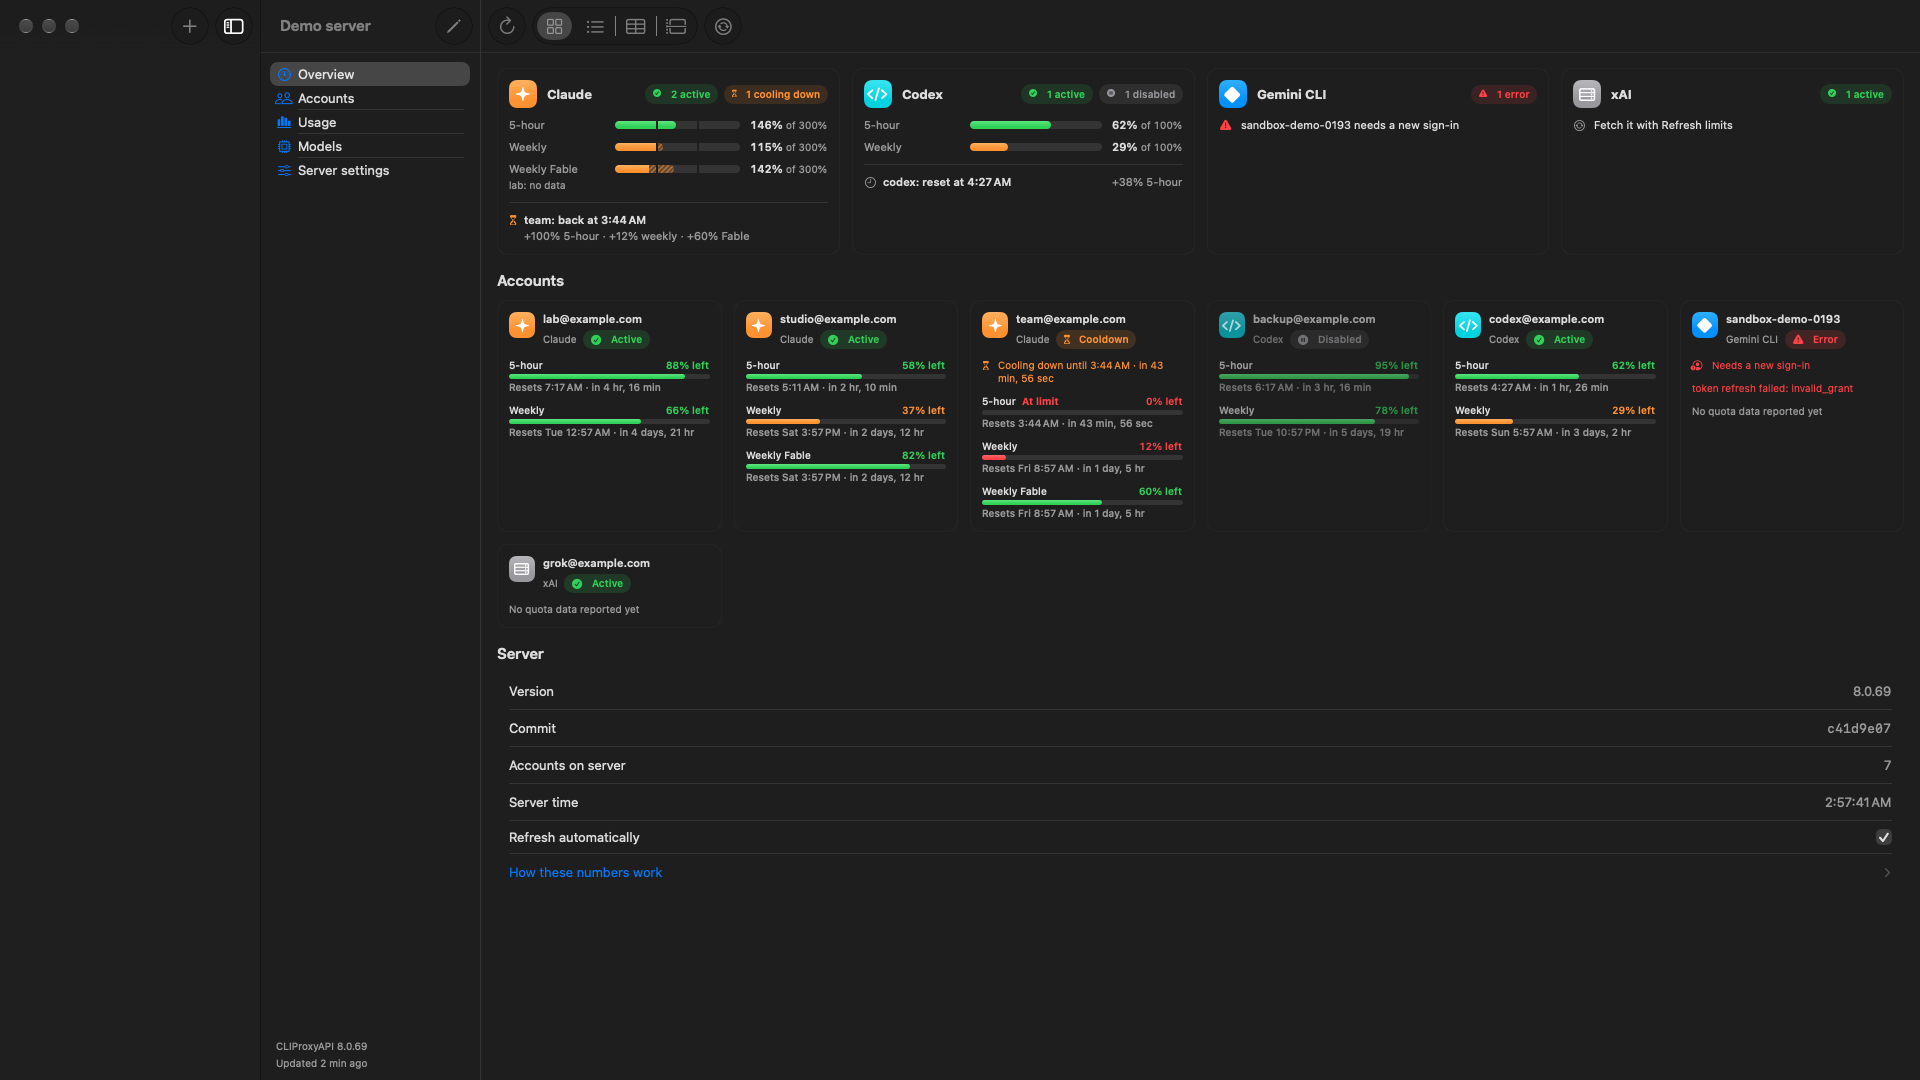 Demo server
Overview
Accounts
Usage
Models
Server settings
Claude
2 active
1 cooling down
5-hour
146% of 300%
Weekly
115% of 300%
Weekly Fable
142% of 300%
lab: no data
team: back at 3:44 AM
+100% 5-hour · +12% weekly · +60% Fable
Codex
1 active
1 disabled
5-hour
62% of 100%
Weekly
29% of 100%
codex: reset at 4:27 AM
+38% 5-hour
Gemini CLI
1 error
sandbox-demo-0193 needs a new sign-in
xAI
1 active
Fetch it with Refresh limits
Accounts
lab@example.com
Claude
Active
5-hour
88% left
Resets 7:17 AM · in 4 hr, 16 min
Weekly
66% left
Resets Tue 12:57 AM · in 4 days, 21 hr
studio@example.com
Claude
Active
5-hour
58% left
Resets 5:11 AM · in 2 hr, 10 min
Weekly
37% left
Resets Sat 3:57 PM · in 2 days, 12 hr
Weekly Fable
82% left
Resets Sat 3:57 PM · in 2 days, 12 hr
team@example.com
Claude
Cooldown
Cooling down until 3:44 AM · in 43
min, 56 sec
5-hour At limit
0% left
Resets 3:44 AM · in 43 min, 56 sec
Weekly
12% left
Resets Fri 8:57 AM · in 1 day, 5 hr
Weekly Fable
60% left
Resets Fri 8:57 AM · in 1 day, 5 hr
backup@example.com
Codex
Disabled
5-hour
95% left
Resets 6:17 AM · in 3 hr, 16 min
Weekly
78% left
Resets Tue 10:57 PM · in 5 days, 19 hr
codex@example.com
Codex
Active
5-hour
62% left
Resets 4:27 AM · in 1 hr, 26 min
Weekly
29% left
Resets Sun 5:57 AM · in 3 days, 2 hr
sandbox-demo-0193
Gemini CLI
Error
Needs a new sign-in
token refresh failed: invalid_grant
No quota data reported yet
grok@example.com
xAI
Active
No quota data reported yet
Server
Version
8.0.69
Commit
c41d9e07
Accounts on server
7
Server time
2:57:41 AM
Refresh automatically
How these numbers work
CLIProxyAPI 8.0.69
Updated 2 min ago